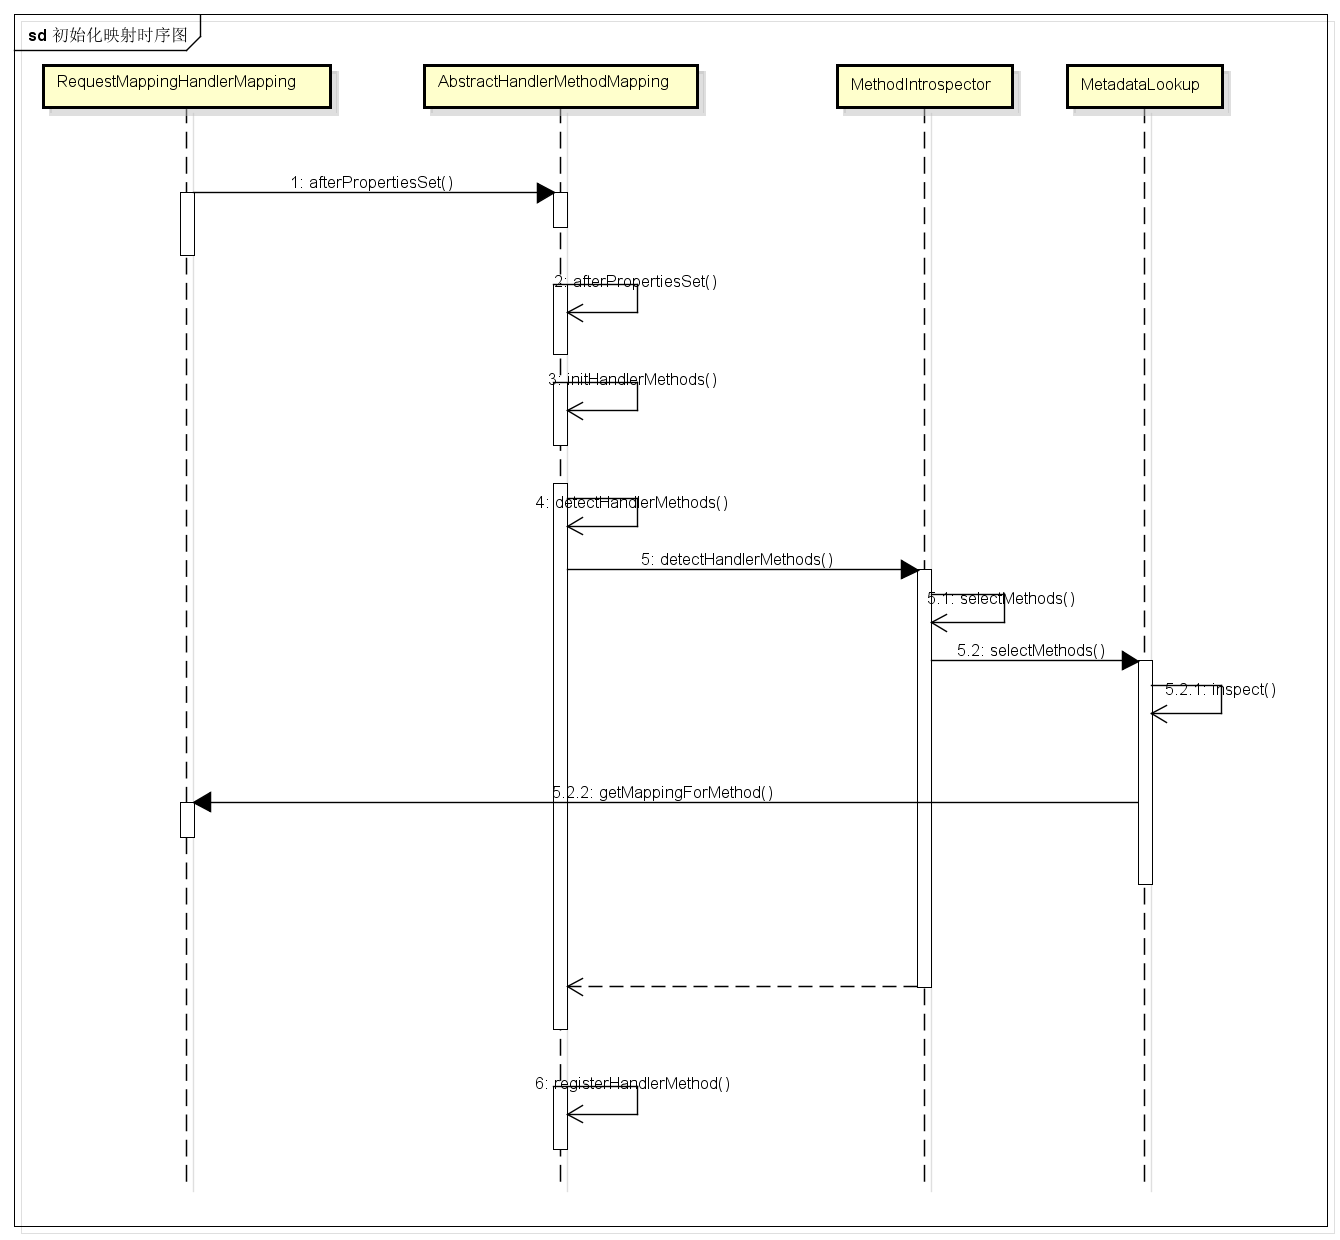 sd 初始化映射时序图
RequestMappingHandlerMapping
AbstractHandlerMethodMapping
MethodIntrospector
MetadataLookup
1: afterPropertiesSet()
2: afterPropertiesSet()
3: initHandlerMethods()
4: detectHandlerMethods()
5: detectHandlerMethods()
5.1: selectMethods()
5.2: selectMethods()
5.2.1: inspect()
5.2.2: getMappingForMethod()
6: registerHandlerMethod()